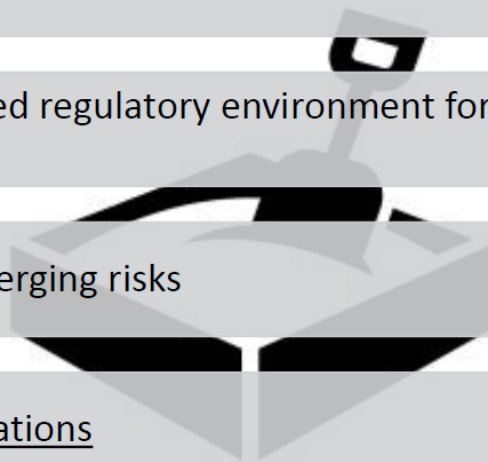 ed regulatory environment for
erging risks
ations